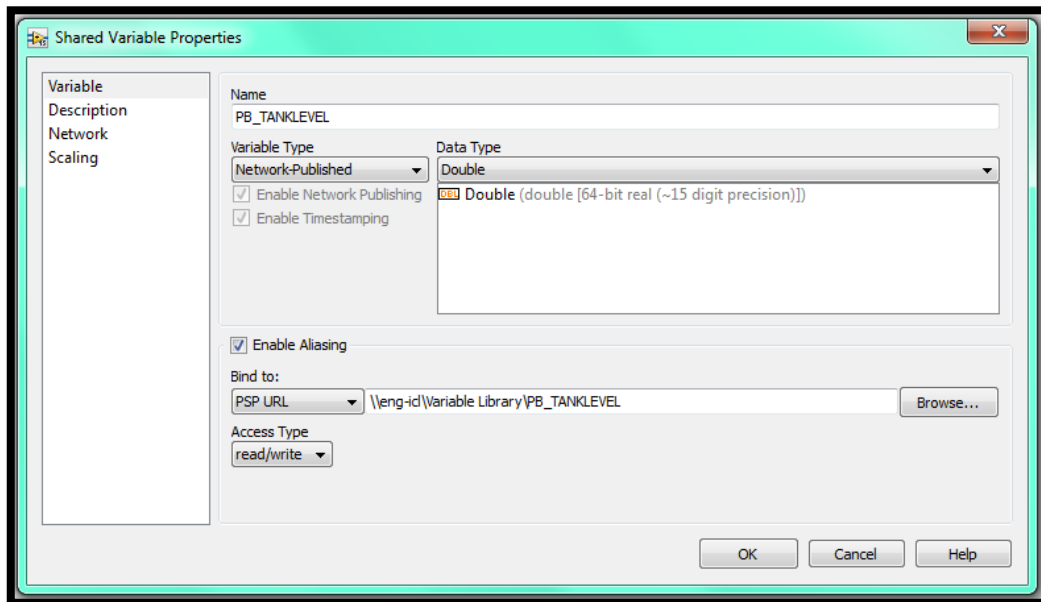 Shared Variable Properties
Variable
Description
Network
Scaling
Name
PB_TANKLEVEL
Variable Type Data Type
Network-Published Double
Enable Network Publishing
Enable Timestamping
DBL Double (double [64-bit real (~15 digit precision)])
Enable Aliasing
Bind to:
PSP URL \\eng-icl\Variable Library\PB_TANKLEVEL Browse...
Access Type
read/write
OK Cancel Help